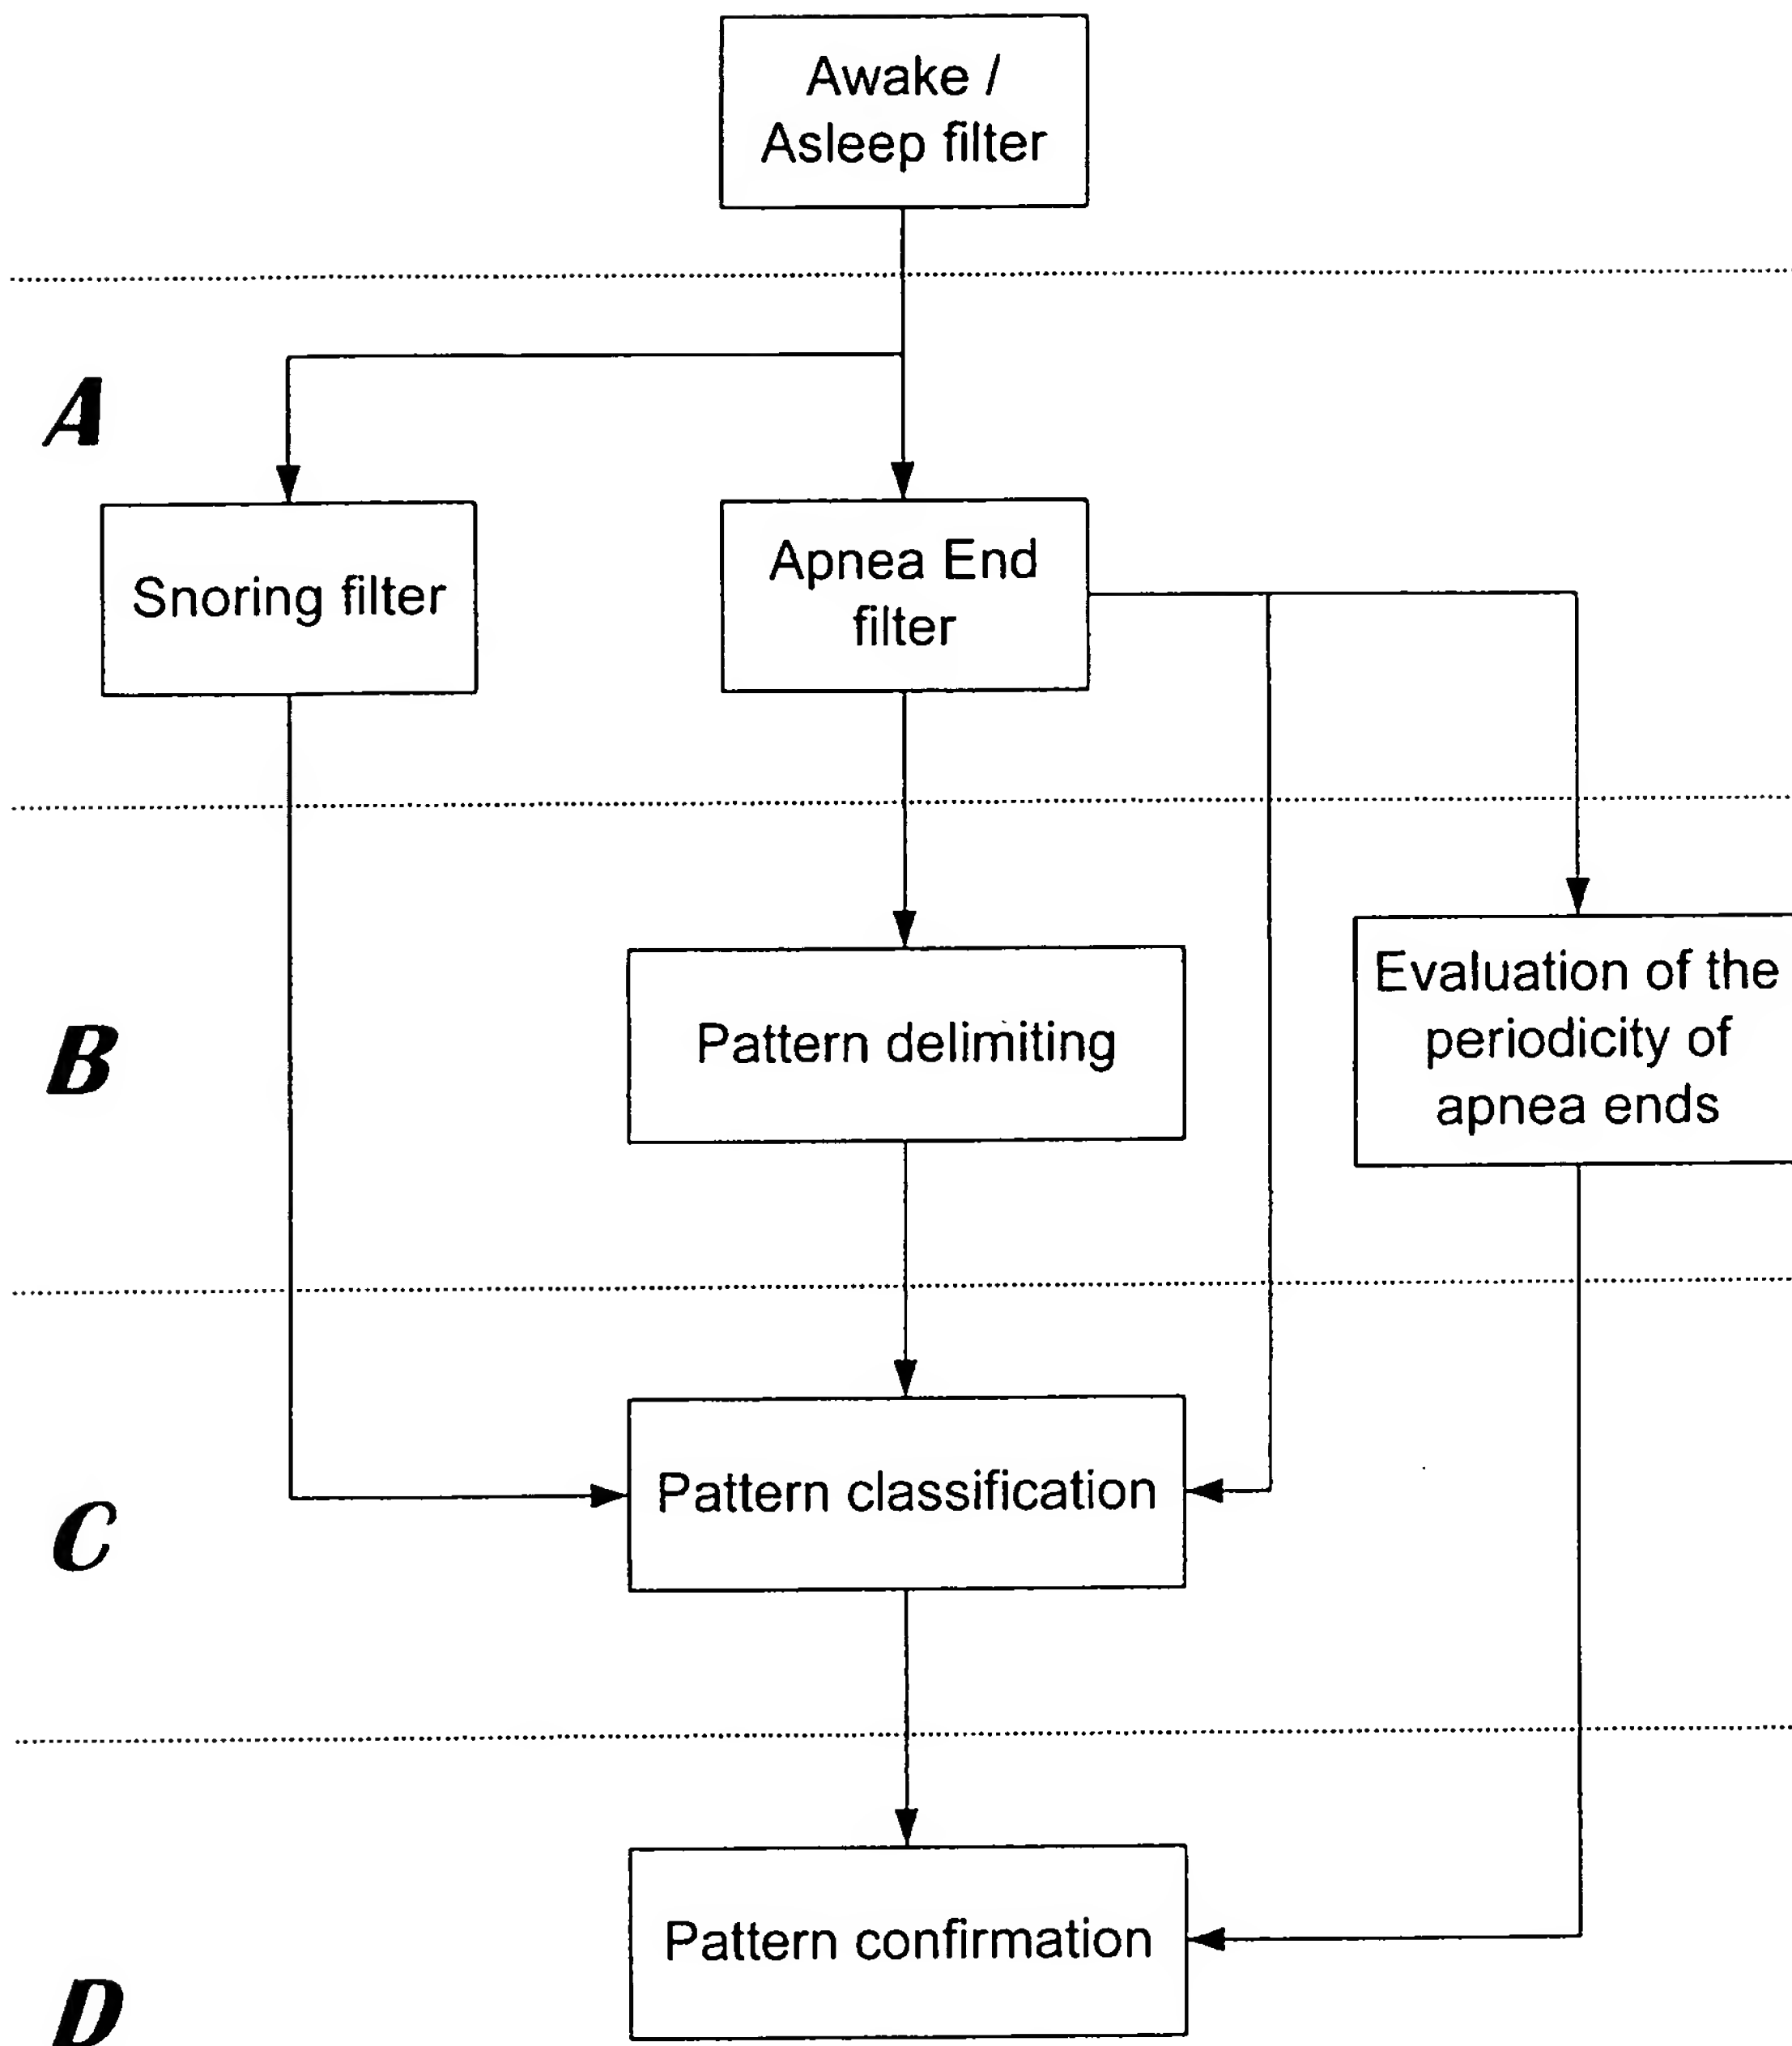 Awake /
Asleep filter
A
Snoring filter
Apnea End
filter
B
Pattern delimiting
Evaluation of the
periodicity of
apnea ends
C
Pattern classification
Pattern confirmation
D